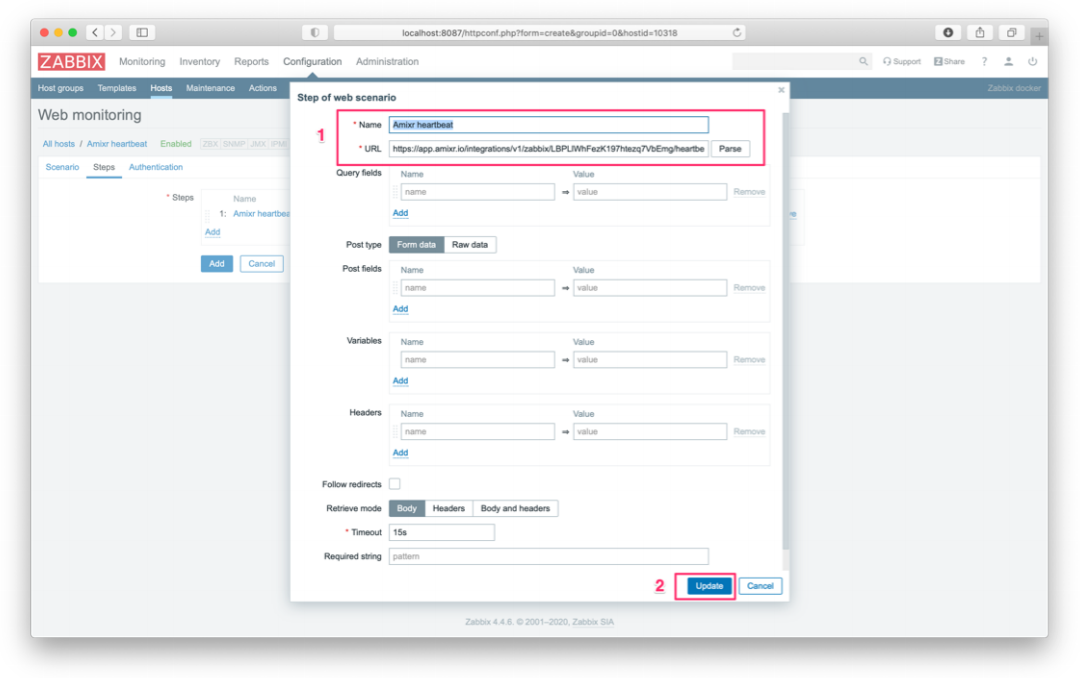 localhost:8087/httpconf.php?form=create&groupid=0&hostid=10318
ZABBIX Monitoring Inventory Reports Configuration Administration Support Z Share ?
Host groups Templates Hosts Maintenance Actions Zabbix docker
Web monitoring
All hosts / Amixr heartbeat Enabled ZBX SNMP JMX IPMI
Scenario Steps Authentication
* Steps Name
1: Amixr heartbea
Add
Add Cancel
Step of web scenario
1
* Name Amixr heartbeat
* URL https://app.amixr.io/integrations/v1/zabbix/LBPLlWhFezK197htezq7VbEmg/heartbe Parse
Query fields Name Value
name ⇒ value Remove
Add
Post type Form data Raw data
Post fields Name Value
name ⇒ value Remove
Add
Variables Name Value
name ⇒ value Remove
Add
Headers Name Value
name ⇒ value Remove
Add
Follow redirects
Retrieve mode Body Headers Body and headers
* Timeout 15s
Required string pattern
2 Update Cancel
Zabbix 4.4.6. © 2001–2020, Zabbix SIA